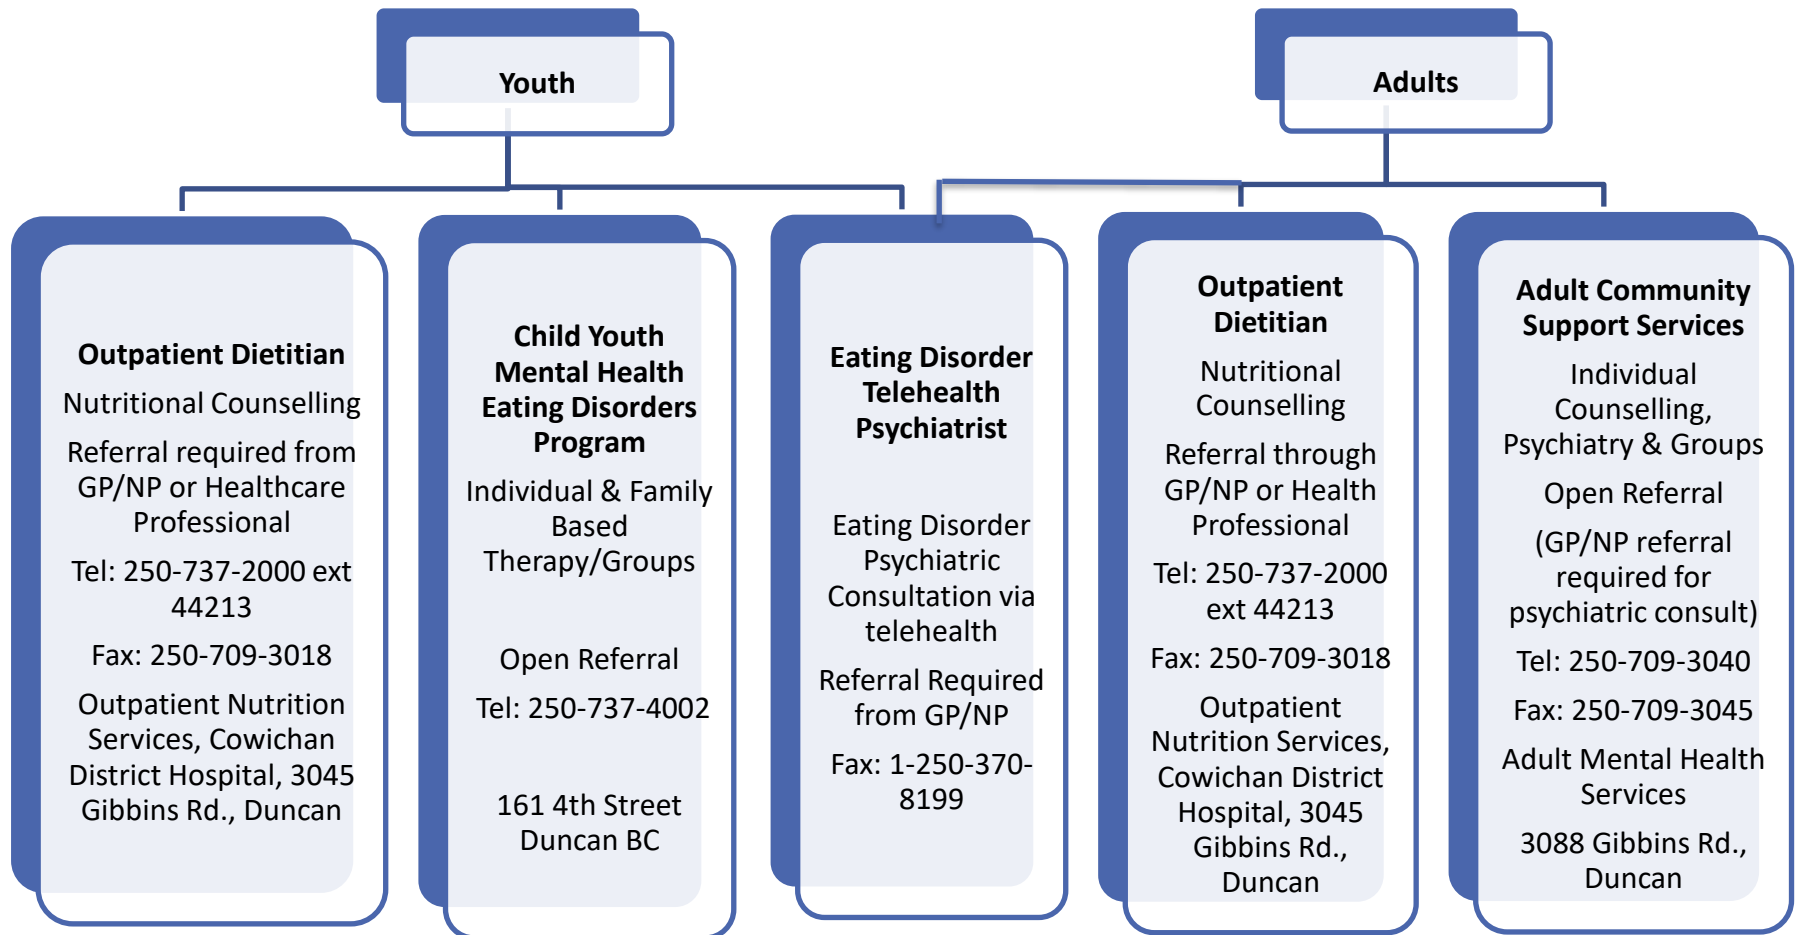 Youth
Adults
Outpatient Dietitian
Nutritional Counselling
Referral required from
GP/NP or Healthcare
Professional
Tel: 250-737-2000 ext
44213
Fax: 250-709-3018
Outpatient Nutrition
Services, Cowichan
District Hospital, 3045
Gibbins Rd., Duncan
Child Youth
Mental Health
Eating Disorders
Program
Individual & Family
Based
Therapy/Groups
Open Referral
Tel: 250-737-4002
161 4th Street
Duncan BC
Eating Disorder
Telehealth
Psychiatrist
Eating Disorder
Psychiatric
Consultation via
telehealth
Referral Required
from GP/NP
Fax: 1-250-370-
8199
Outpatient
Dietitian
Nutritional
Counselling
Referral through
GP/NP or Health
Professional
Tel: 250-737-2000
ext 44213
Fax: 250-709-3018
Outpatient
Nutrition Services,
Cowichan District
Hospital, 3045
Gibbins Rd.,
Duncan
Adult Community
Support Services
Individual
Counselling,
Psychiatry & Groups
Open Referral
(GP/NP referral
required for
psychiatric consult)
Tel: 250-709-3040
Fax: 250-709-3045
Adult Mental Health
Services
3088 Gibbins Rd.,
Duncan